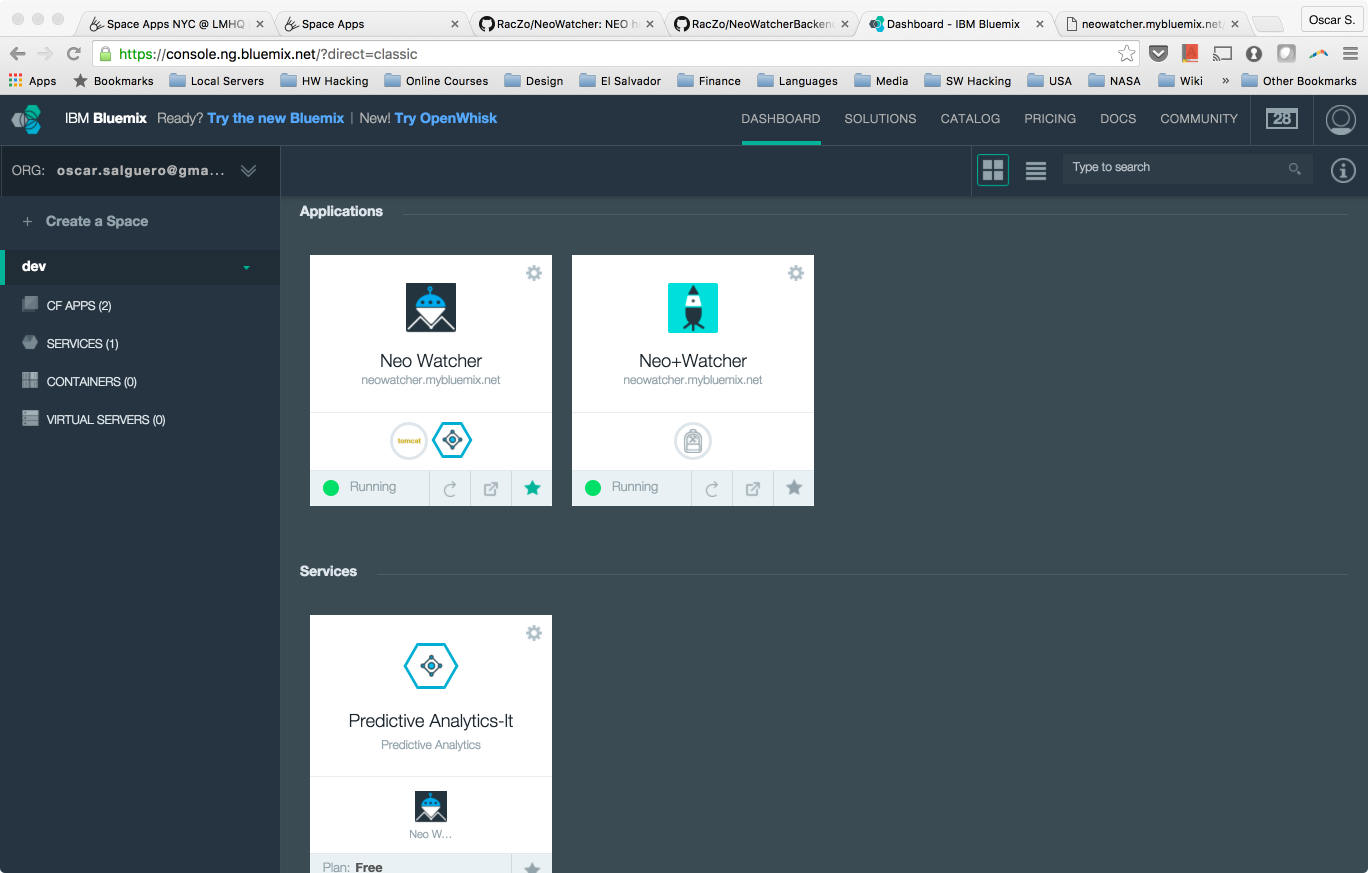 Space Apps NYC @ LMHQ
Space Apps
RacZo/NeoWatcher: NEO h
RacZo/NeoWatcherBackend
Dashboard - IBM Bluemix
neowatcher.mybluemix.net/
Oscar S.
https://console.ng.bluemix.net/?direct=classic
Apps
Bookmarks
Local Servers
HW Hacking
Online Courses
Design
El Salvador
Finance
Languages
Media
SW Hacking
USA
NASA
Wiki
»
Other Bookmarks
IBM Bluemix Ready? Try the new Bluemix | New! Try OpenWhisk
DASHBOARD
SOLUTIONS
CATALOG
PRICING
DOCS
COMMUNITY
28
ORG: oscar.salguero@gma...
Type to search
+ Create a Space
dev
CF APPS (2)
SERVICES (1)
CONTAINERS (0)
VIRTUAL SERVERS (0)
Applications
Neo Watcher
neowatcher.mybluemix.net
tomcat
Running
Neo+Watcher
neowatcher.mybluemix.net
Running
Services
Predictive Analytics-lt
Predictive Analytics
Neo W...
Plan: Free